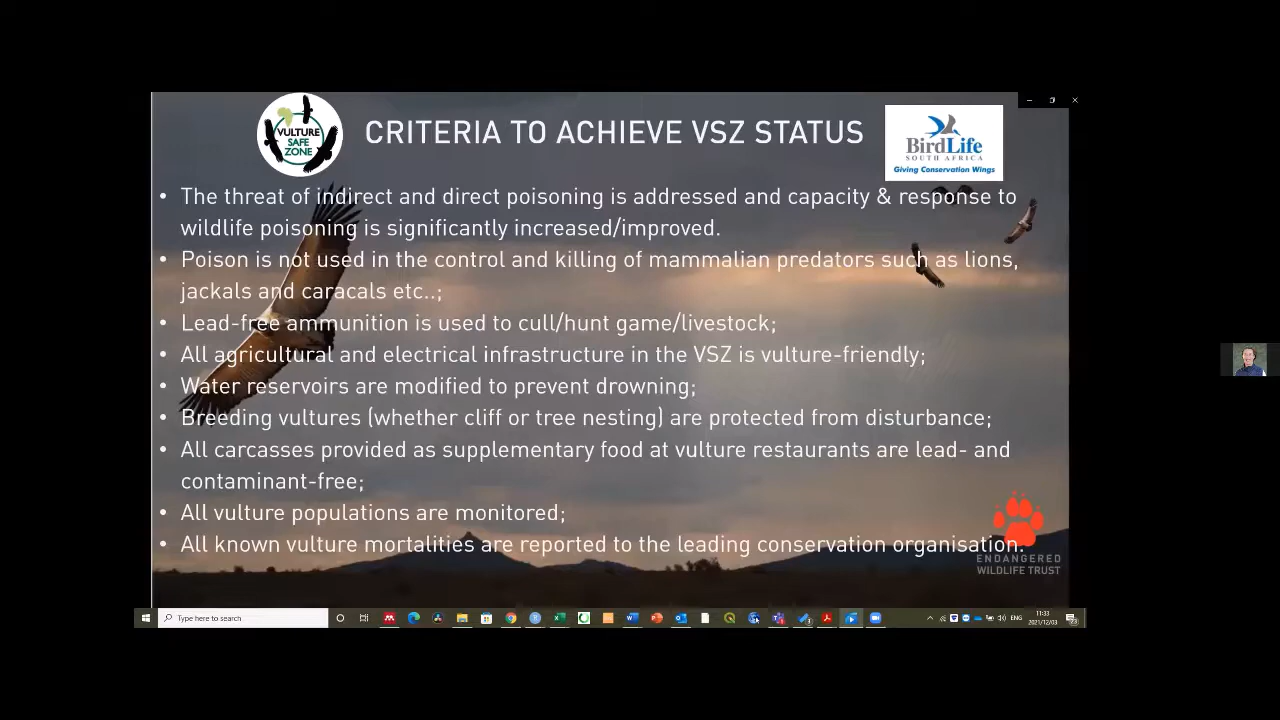 VULTURE
SAFE
ZONE
CRITERIA TO ACHIEVE VSZ STATUS
BirdLife
SOUTH AFRICA
Giving Conservation Wings
• The threat of indirect and direct poisoning is addressed and capacity & response to
wildlife poisoning is significantly increased/improved.
• Poison is not used in the control and killing of mammalian predators such as lions,
jackals and caracals etc..;
• Lead-free ammunition is used to cull/hunt game/livestock;
• All agricultural and electrical infrastructure in the VSZ is vulture-friendly;
• Water reservoirs are modified to prevent drowning;
• Breeding vultures (whether cliff or tree nesting) are protected from disturbance;
• All carcasses provided as supplementary food at vulture restaurants are lead- and
contaminant-free;
• All vulture populations are monitored;
• All known vulture mortalities are reported to the leading conservation organisation.
ENDANGERED
WILDLIFE TRUST
Type here to search
ENG
11:33
2021/12/03